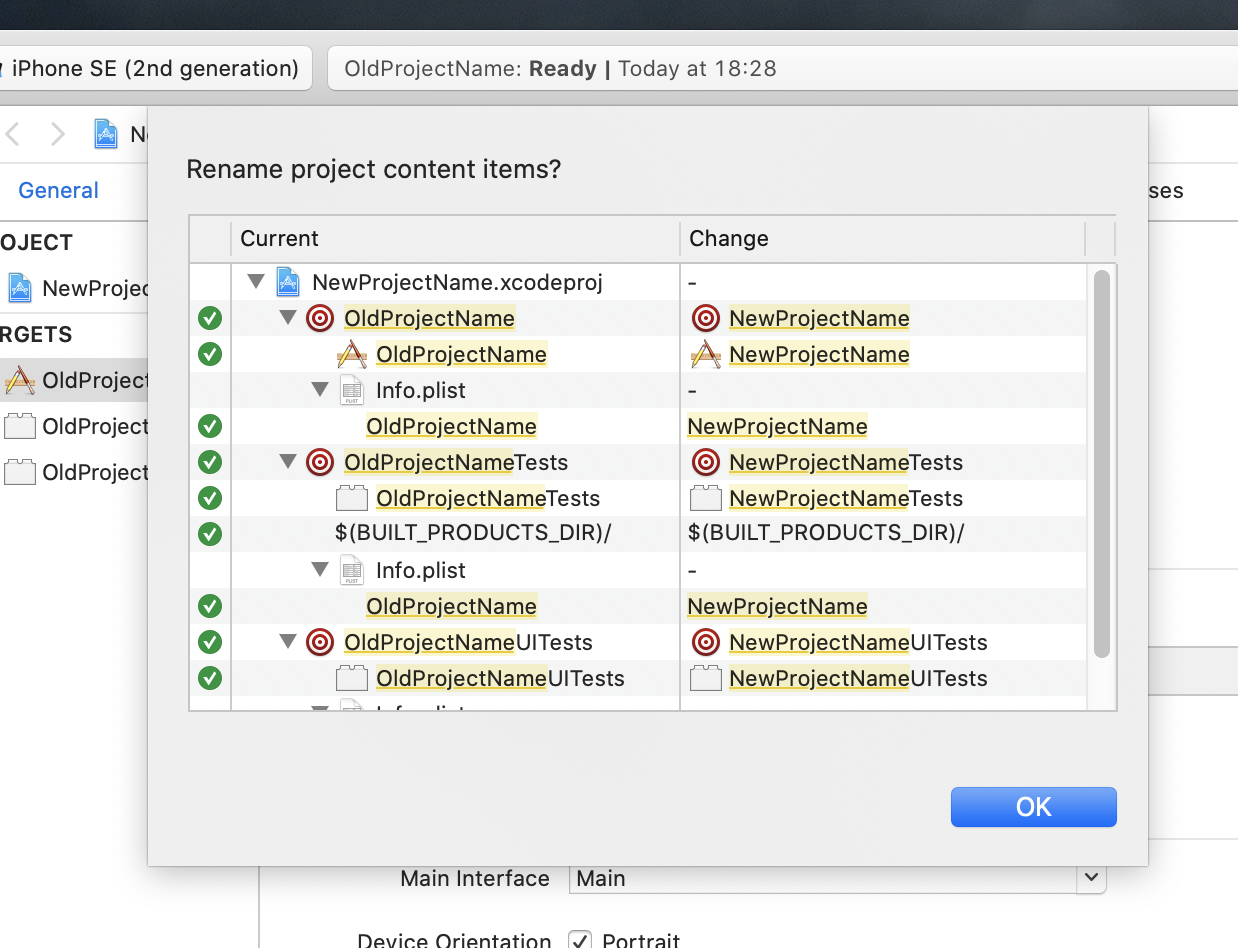 iPhone SE (2nd generation)
OldProjectName: Ready | Today at 18:28
General
Rename project content items?
Current Change
OJECT
NewProjec
RGETS
OldProject
OldProject
OldProject
ses
NewProjectName.xcodeproj -
OldProjectName NewProjectName
OldProjectName NewProjectName
Info.plist -
OldProjectName NewProjectName
OldProjectNameTests NewProjectNameTests
OldProjectNameTests NewProjectNameTests
$(BUILT_PRODUCTS_DIR)/ $(BUILT_PRODUCTS_DIR)/
Info.plist -
OldProjectName NewProjectName
OldProjectNameUITests NewProjectNameUITests
OldProjectNameUITests NewProjectNameUITests
OK
Main Interface Main
Device Orientation Portrait